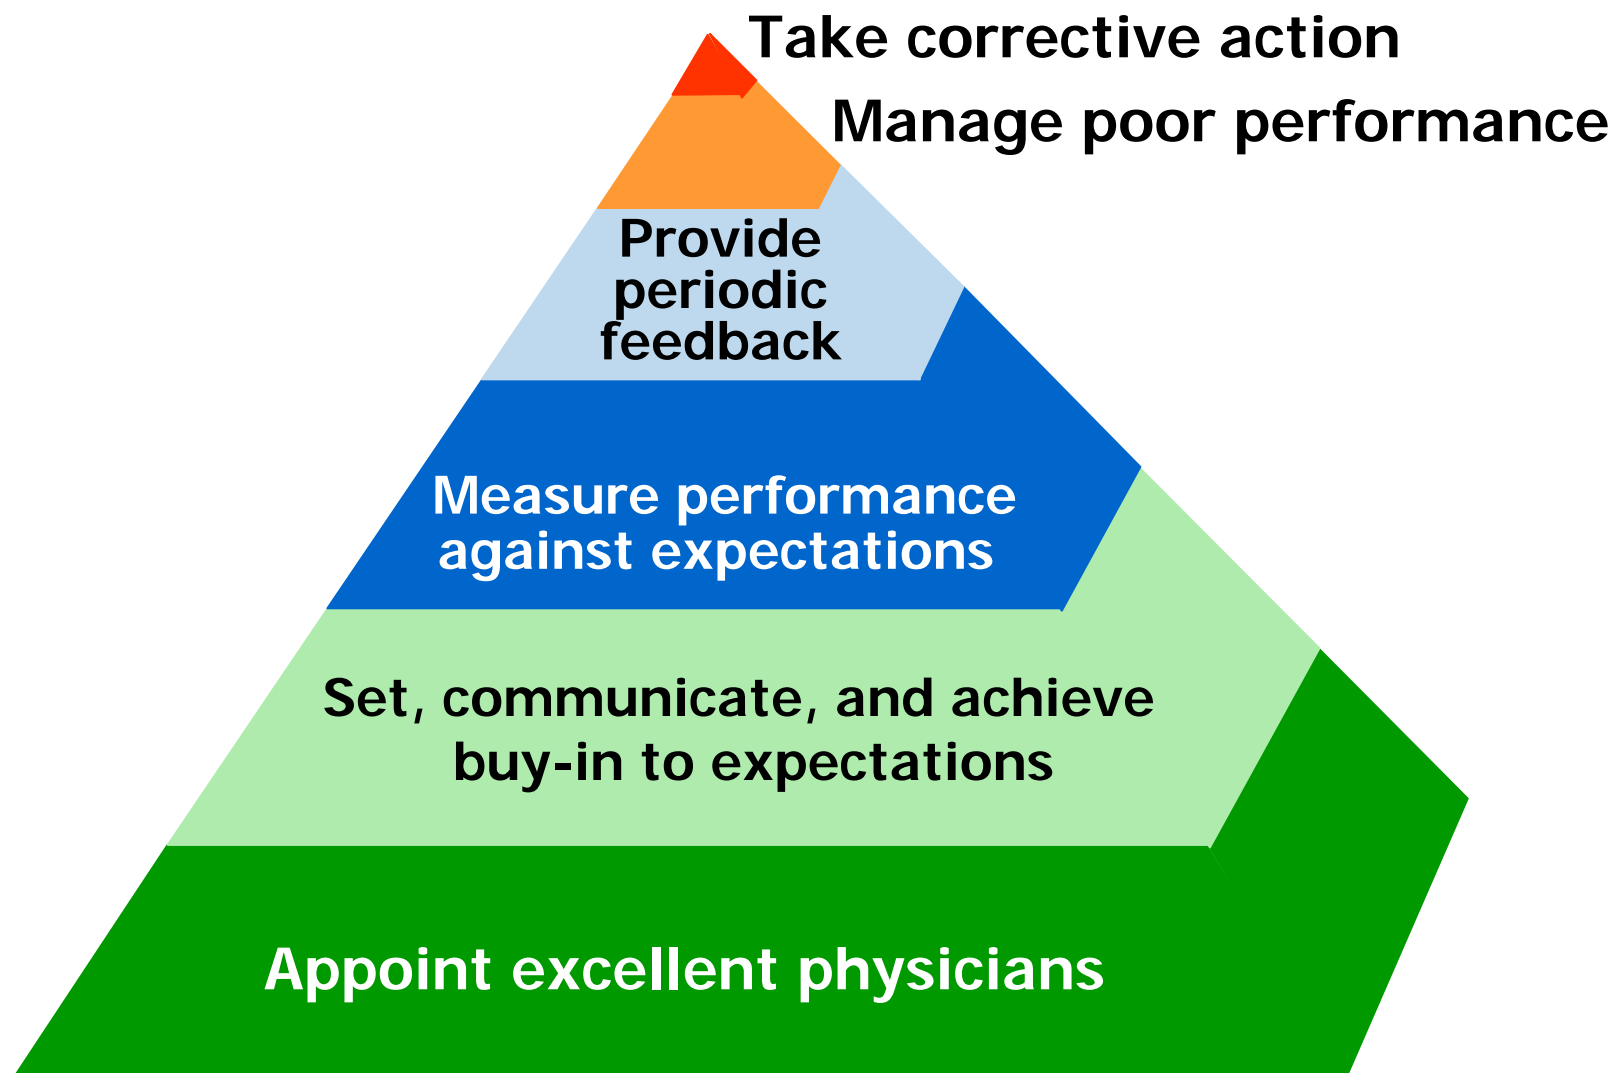 Take corrective action
Manage poor performance
Provide
periodic
feedback
Measure performance
against expectations
Set, communicate, and achieve
buy-in to expectations
Appoint excellent physicians